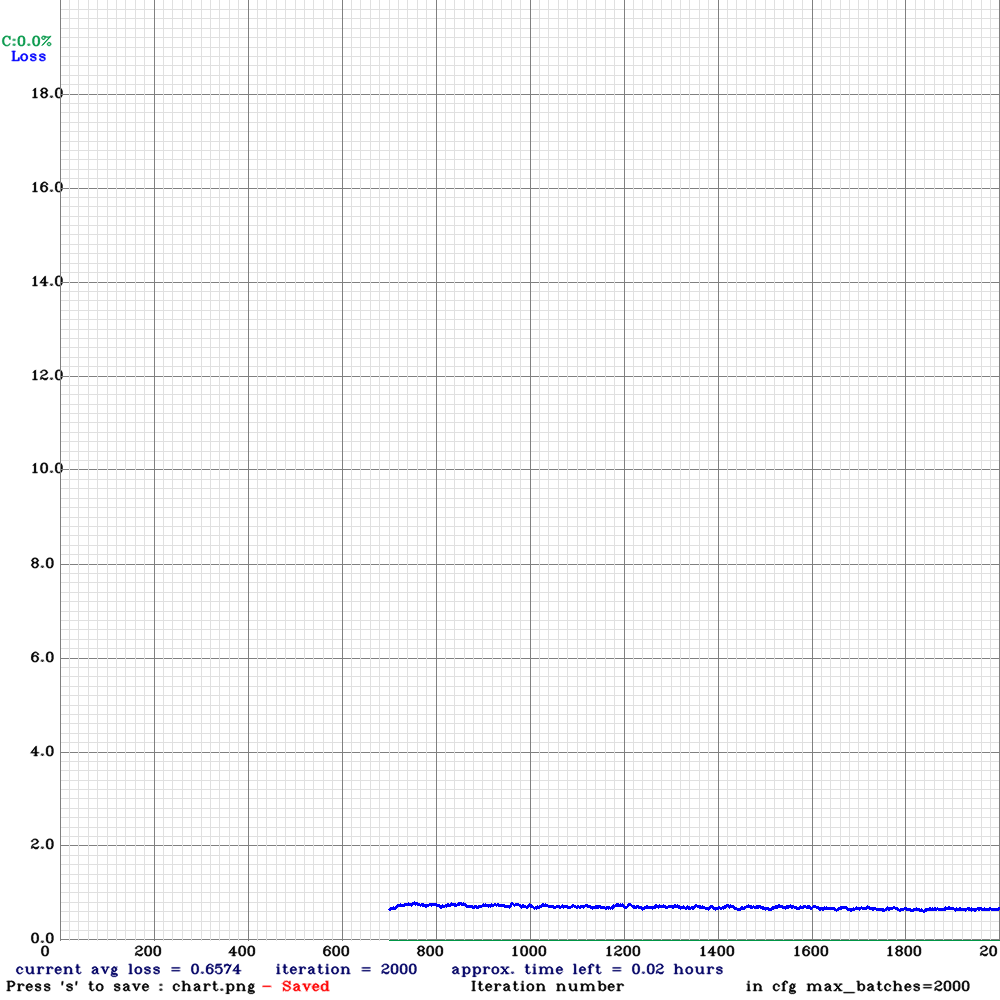 C:0.0%
Loss
18.0
16.0
14.0
12.0
10.0
8.0
6.0
4.0
2.0
0.0
0 200 400 600 800 1000 1200 1400 1600 1800 20
current avg loss = 0.6574 iteration = 2000 approx. time left = 0.02 hours
Press 's' to save : chart.png - Saved Iteration number in cfg max_batches=2000